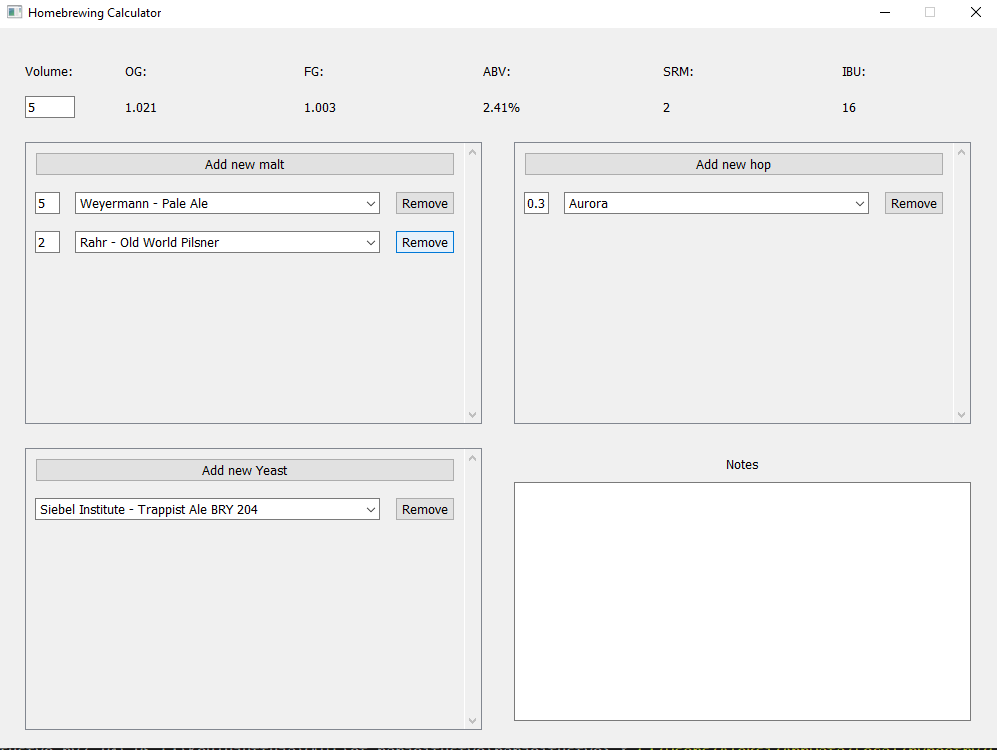 Homebrewing Calculator
Volume: OG: FG: ABV: SRM: IBU:
5 1.021 1.003 2.41% 2 16
Add new malt
5 Weyermann - Pale Ale Remove
2 Rahr - Old World Pilsner Remove
Add new hop
0.3 Aurora Remove
Add new Yeast
Siebel Institute - Trappist Ale BRY 204 Remove
Notes